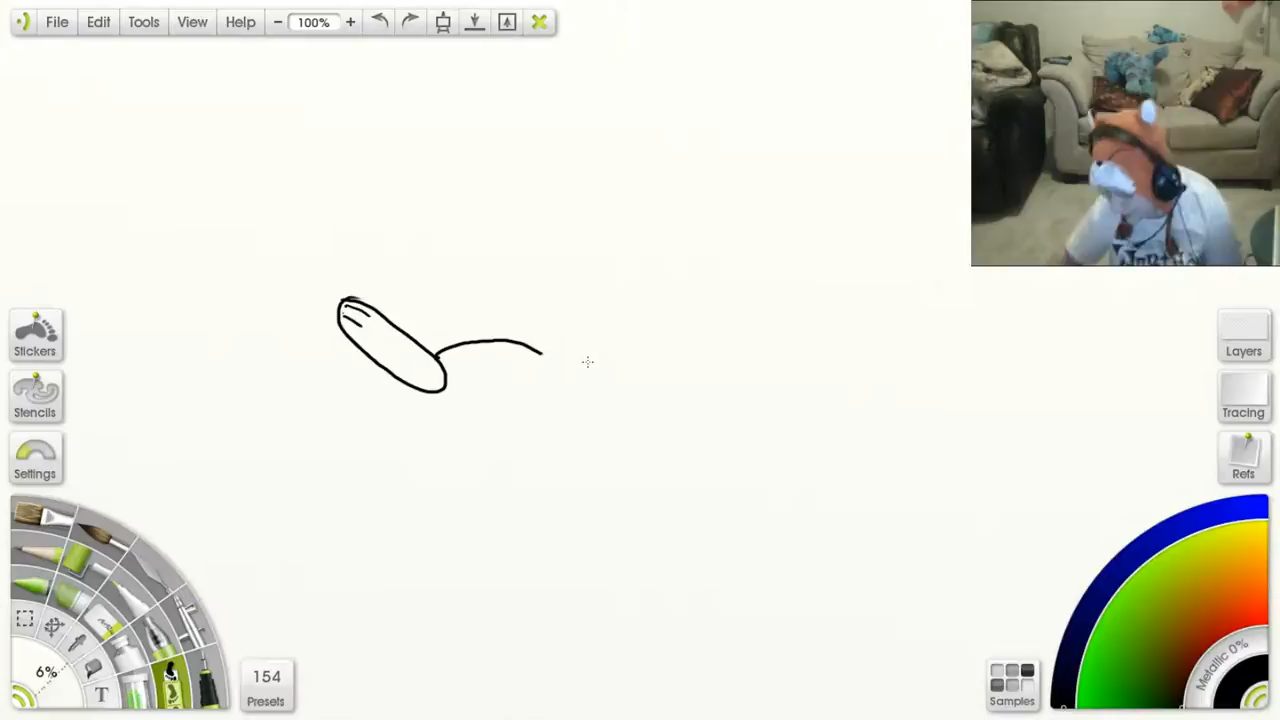 File Edit Tools View Help 100%
Stickers
Stencils
Settings
6%
T
154
Presets
Layers
Tracing
Refs
Metallic 0%
Samples